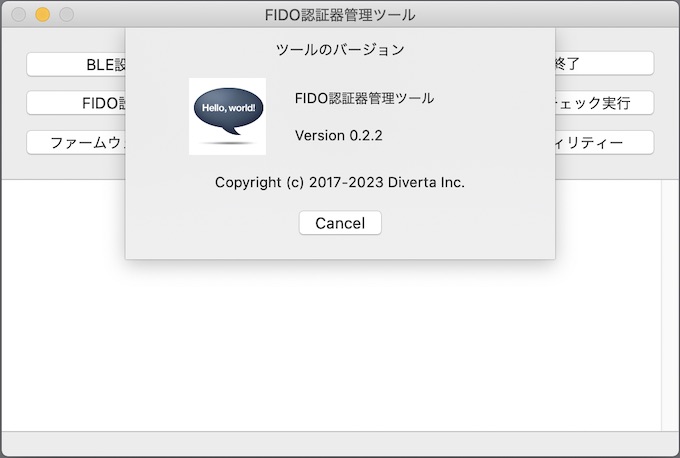 FIDO認証器管理ツール
ツールのバージョン
BLE設
終了
Hello, world!
FIDO認証器管理ツール
FIDO設
チェック実行
Version 0.2.2
ファームウ
ィリティー
Copyright (c) 2017-2023 Diverta Inc.
Cancel